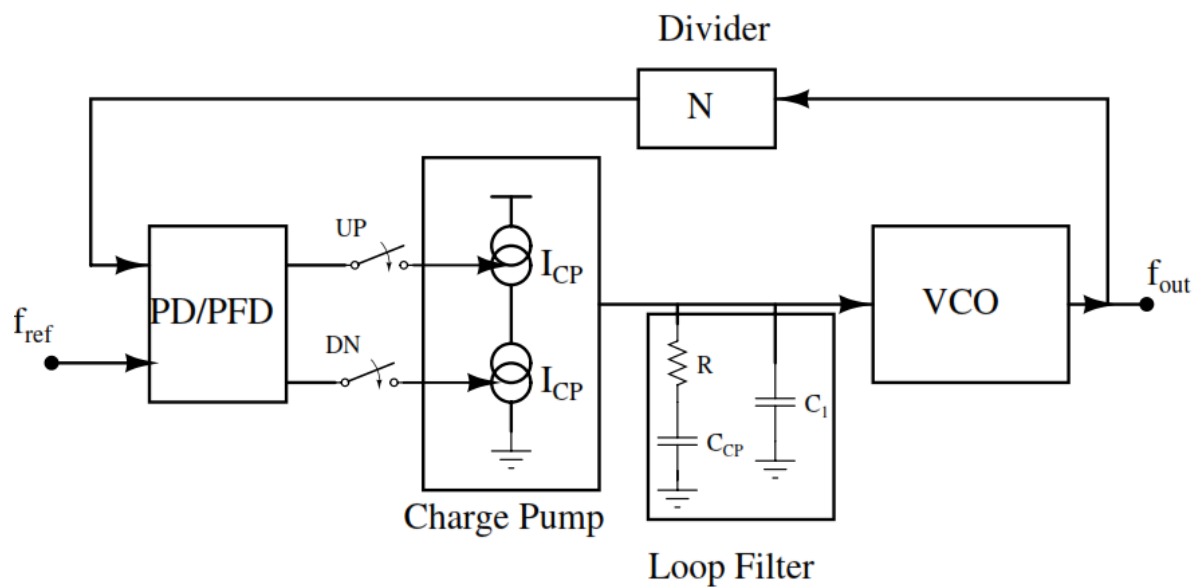 Divider
N
UP
I_CP
PD/PFD
f_ref
DN
I_CP
VCO
f_out
R
C_CP
C_1
Charge Pump
Loop Filter